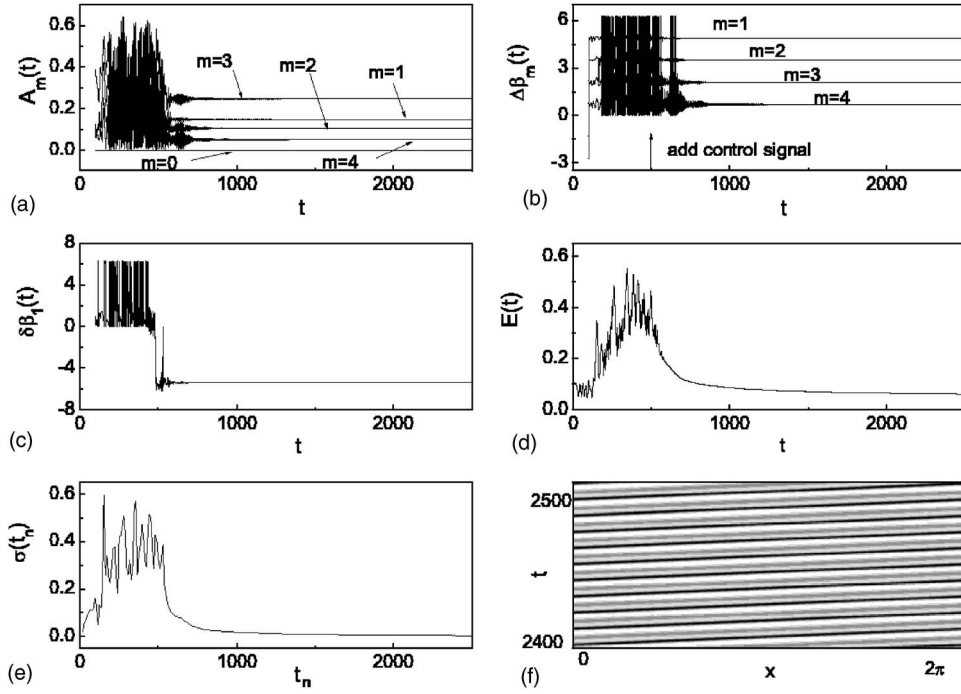 0.6
0.4
0.2
0.0
A_m(t)
m=3
m=2
m=1
m=0
m=4
0
1000
2000
t
(a)
6
3
0
-3
Δβ_m(t)
m=1
m=2
m=3
m=4
add control signal
0
1000
2000
t
(b)
8
4
0
-4
-8
δβ_1(t)
0
1000
2000
t
(c)
0.6
0.4
0.2
0.0
E(t)
0
1000
2000
t
(d)
0.6
0.4
0.2
0.0
σ(t_n)
0
1000
2000
t_n
(e)
2500
t
2400
0
x
2π
(f)